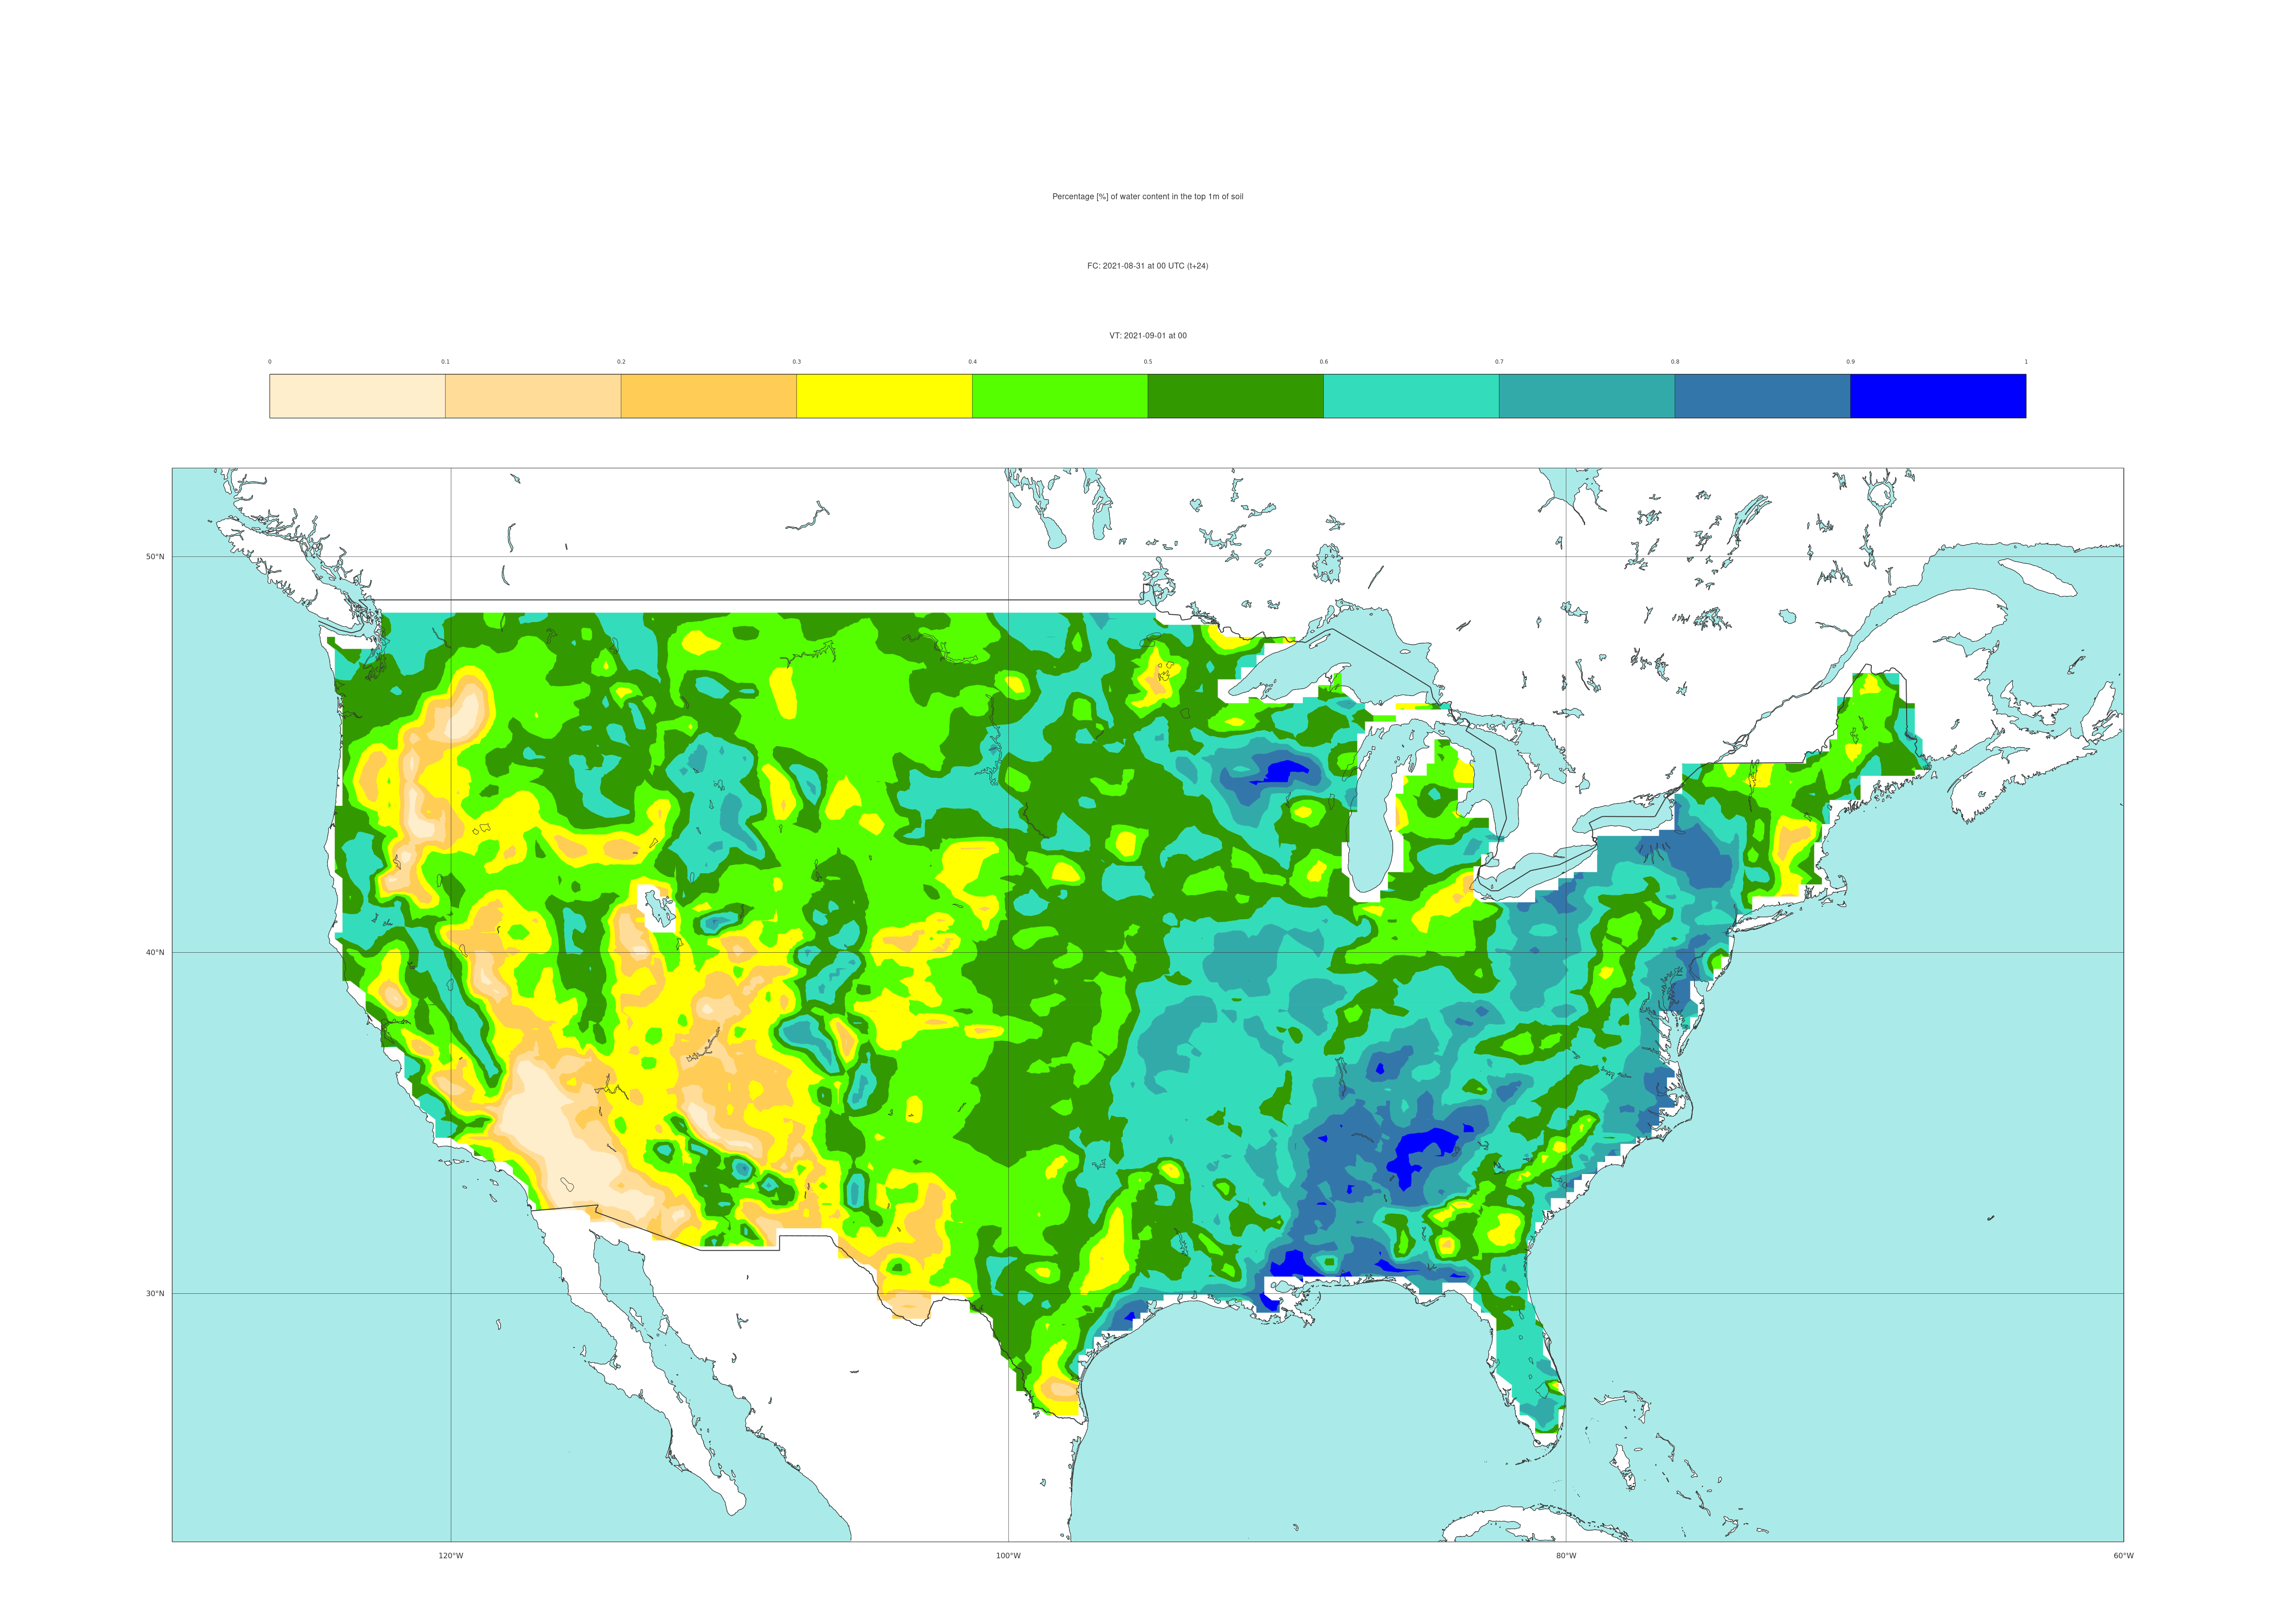 Percentage [%] of water content in the top 1m of soil
FC: 2021-08-31 at 00 UTC (t+24)
VT: 2021-09-01 at 00
0 0.1 0.2 0.3 0.4 0.5 0.6 0.7 0.8 0.9 1
50°N
40°N
30°N
120°W 100°W 80°W 60°W